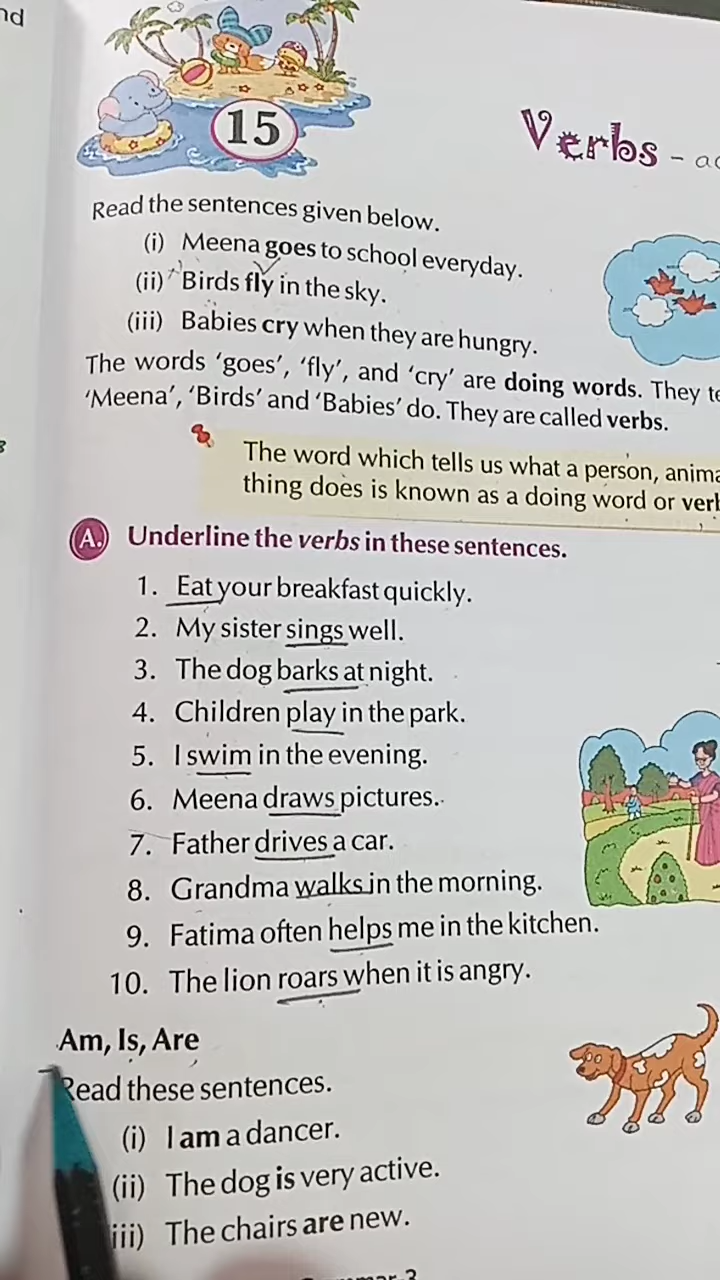 nd
15
Verbs -
Read the sentences given below.
(i) Meena goes to school everyday.
(ii) Birds fly in the sky.
(iii) Babies cry when they are hungry.
The words ‘goes’, ‘fly’, and ‘cry’ are doing words. They
‘Meena’, ‘Birds’ and ‘Babies’ do. They are called verbs.
The word which tells us what a person,
thing does is known as a doing word or
A. Underline the verbs in these sentences.
1. Eat your breakfast quickly.
2. My sister sings well.
3. The dog barks at night.
4. Children play in the park.
5. I swim in the evening.
6. Meena draws pictures.
7. Father drives a car.
8. Grandma walks in the morning.
9. Fatima often helps me in the kitchen.
10. The lion roars when it is angry.
Am, Is, Are
Read these sentences.
(i) I am a dancer.
(ii) The dog is very active.
iii) The chairs are new.